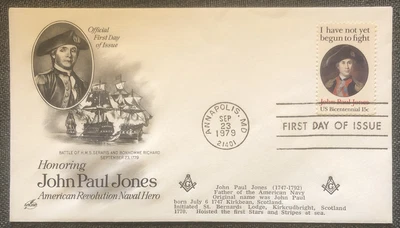 Official
First Day
of Issue
I have not yet
begun to fight
John Paul Jones
US Bicentennial 15c
ANNAPOLIS, MD
SEP
23
1979
21401
FIRST DAY OF ISSUE
BATTLE OF H.M.S. SERAPIS AND BONHOMME RICHARD
SEPTEMBER 23, 1779
Honoring
John Paul Jones
American Revolution Naval Hero
John Paul Jones (1747-1792)
Father of the American Navy
Original name was John Paul
born July 6 1747 Kirkbean, Scotland.
Initiated St. Bernards Lodge, Kirkcudbright, Scotland
1770. Hoisted the first Stars and Stripes at sea.